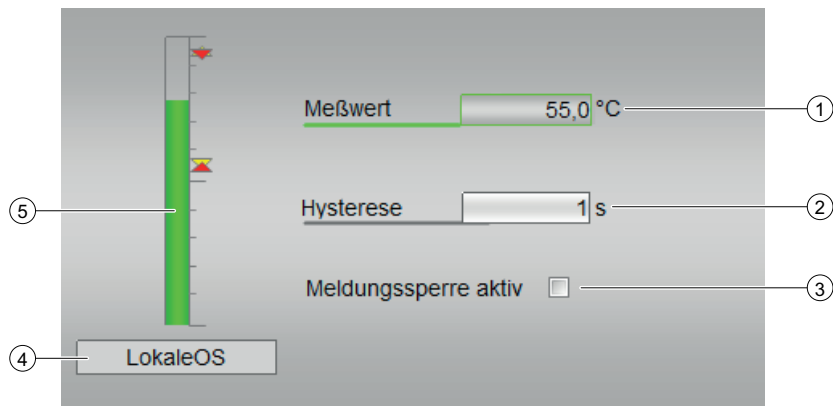 Meßwert 55,0 °C ①
Hysterese 1 s ②
⑤
Meldungssperre aktiv ③
④ LokaleOS